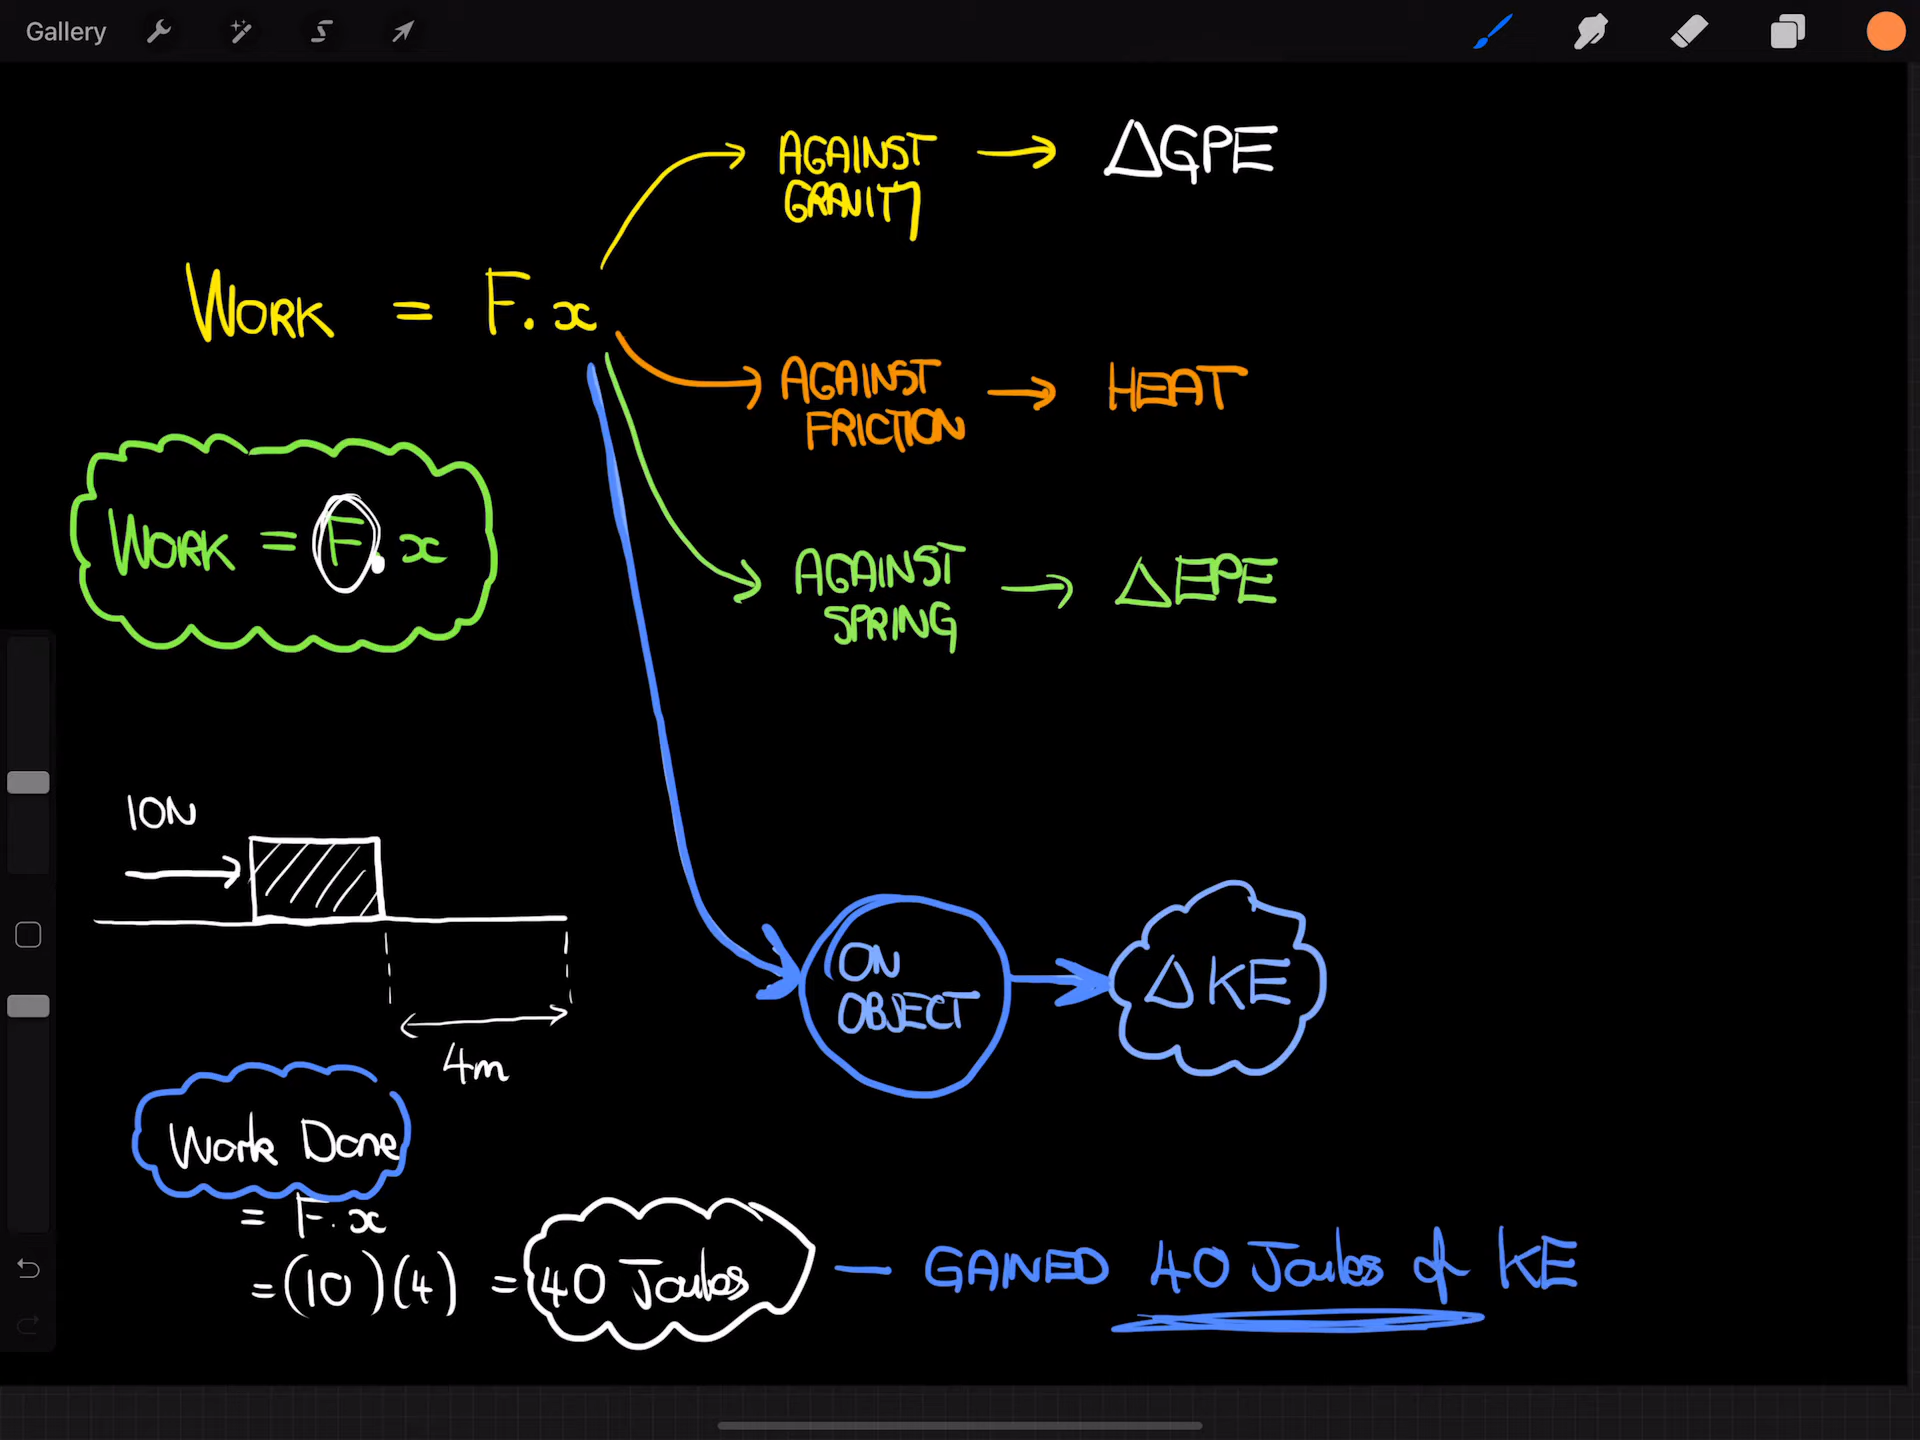 Gallery
AGAINST → ΔGPE
GRAVITY
WORK = F.x
AGAINST → HEAT
FRICTION
WORK = F.x
AGAINST → ΔEPE
SPRING
10N
ON
OBJECT
ΔKE
4m
Work Done
= F.x
= (10)(4) = 40 Joules — GAINED 40 Joules of KE